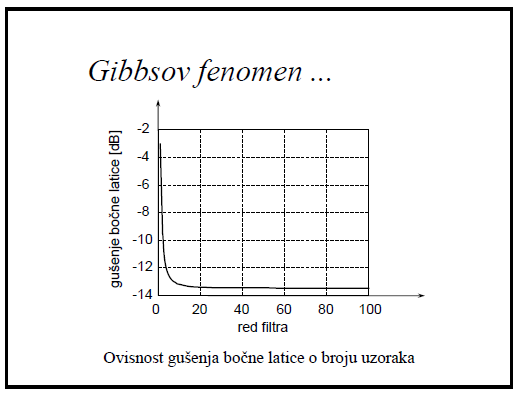 Gibbsov fenomen ...
gušenje bočne latice [dB]
-2
-4
-6
-8
-10
-12
-14
0 20 40 60 80 100
red filtra
Ovisnost gušenja bočne latice o broju uzoraka